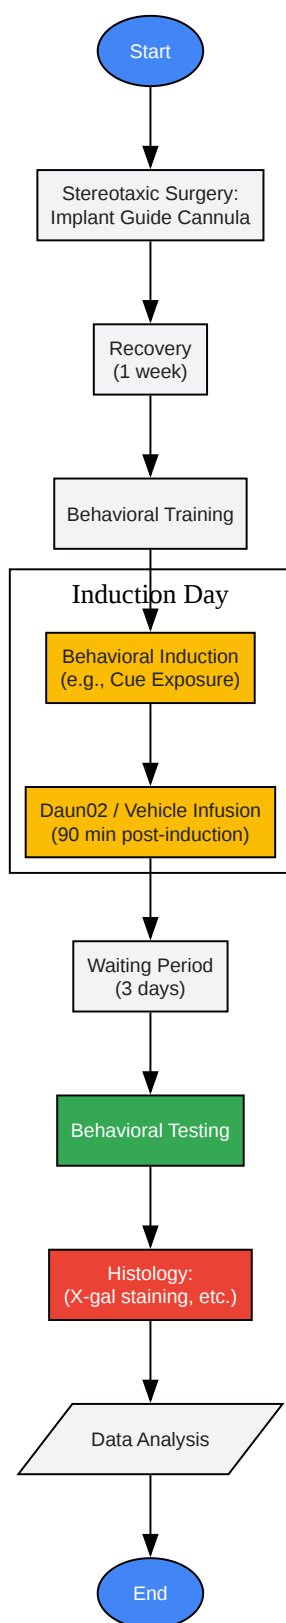 Start
Stereotaxic Surgery:
Implant Guide Cannula
Recovery
(1 week)
Behavioral Training
Induction Day
Behavioral Induction
(e.g., Cue Exposure)
Daun02 / Vehicle Infusion
(90 min post-induction)
Waiting Period
(3 days)
Behavioral Testing
Histology:
(X-gal staining, etc.)
Data Analysis
End